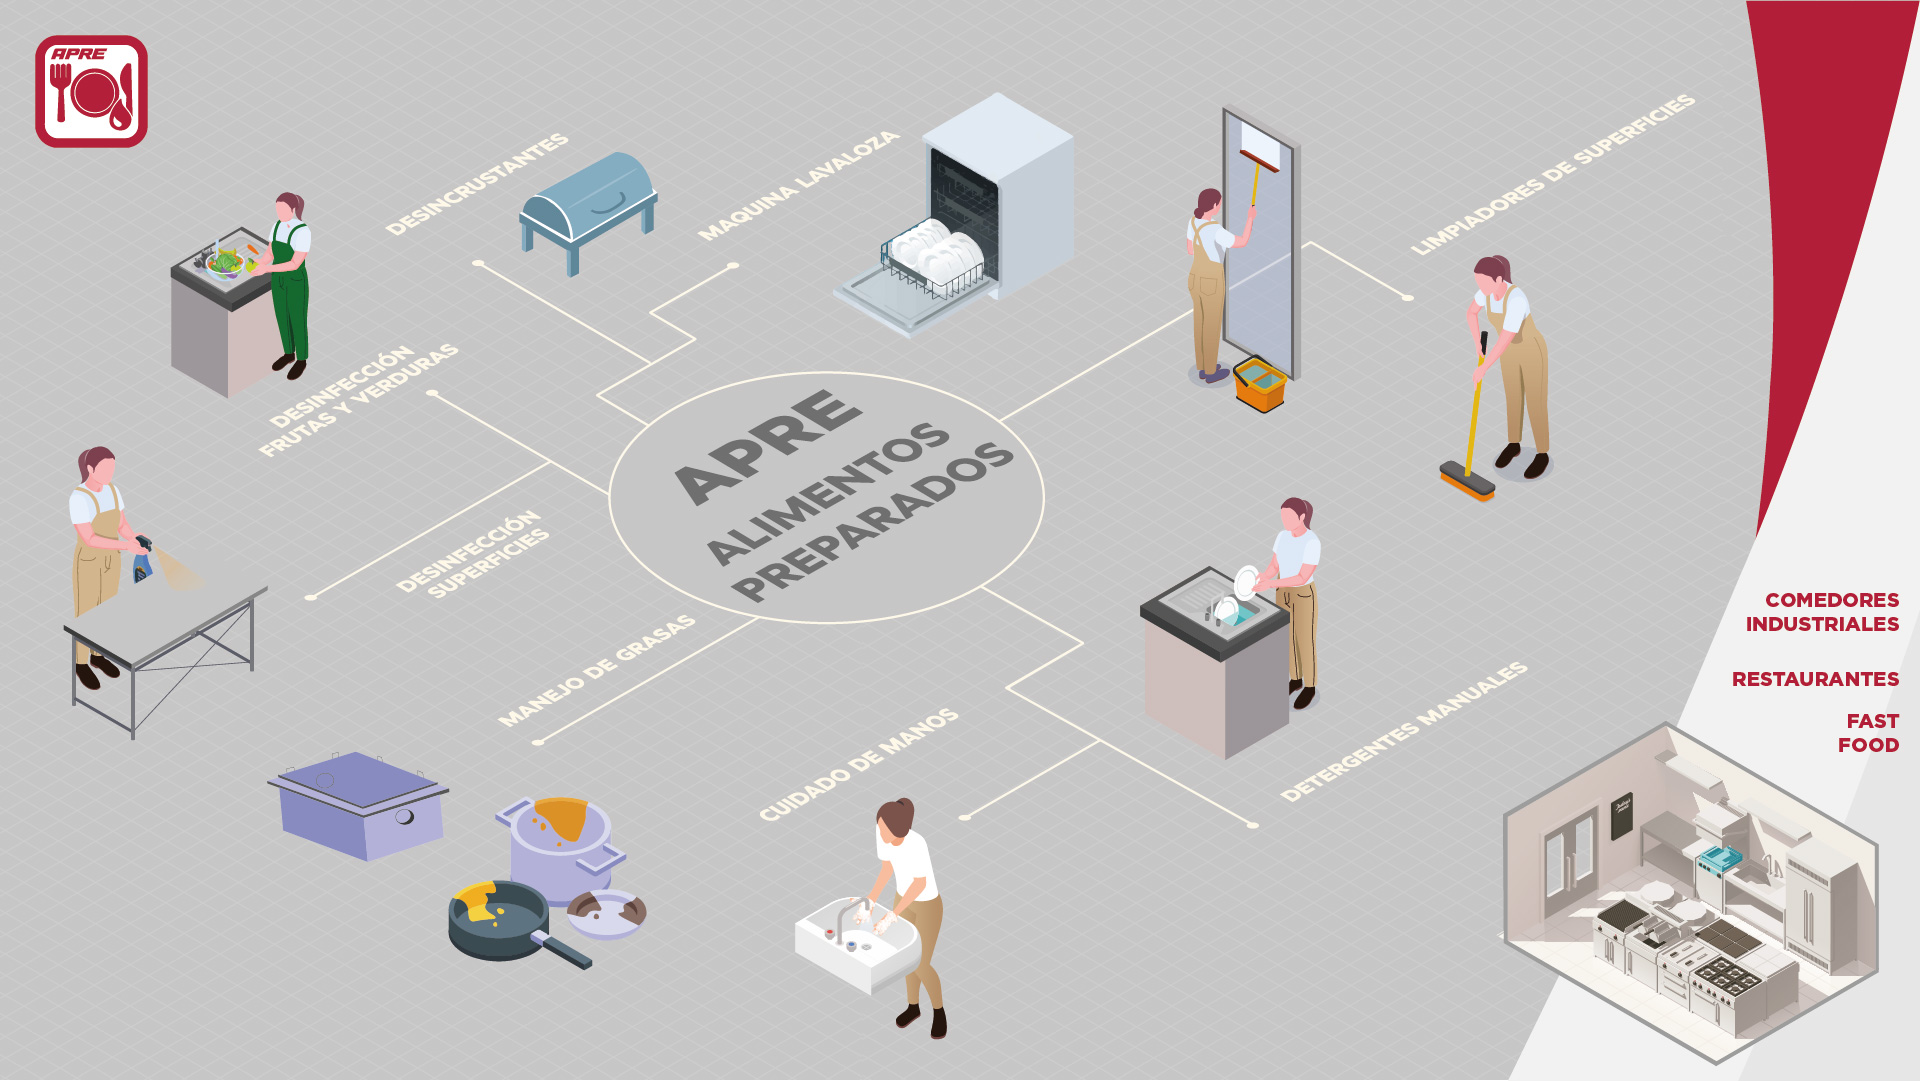 APRE
DESINCRUSTANTES
MAQUINA LAVALOZA
LIMPIADORES DE SUPERFICIES
DESINFECCIÓN
FRUTAS Y VERDURAS
APRE
ALIMENTOS
PREPARADOS
DESINFECCIÓN
SUPERFICIES
MANEJO DE GRASAS
CUIDADO DE MANOS
DETERGENTES MANUALES
COMEDORES
INDUSTRIALES
RESTAURANTES
FAST
FOOD